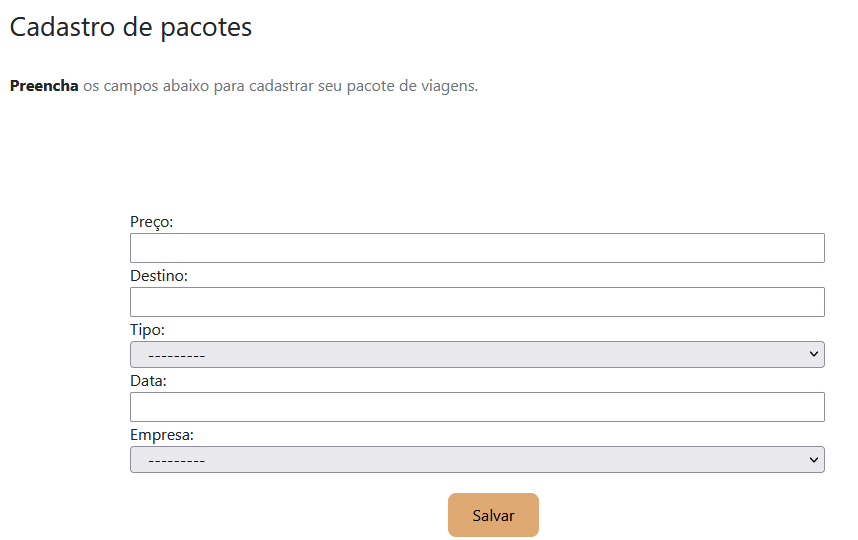 Cadastro de pacotes
Preencha os campos abaixo para cadastrar seu pacote de viagens.
Preço:
Destino:
Tipo:
---------
Data:
Empresa:
---------
Salvar